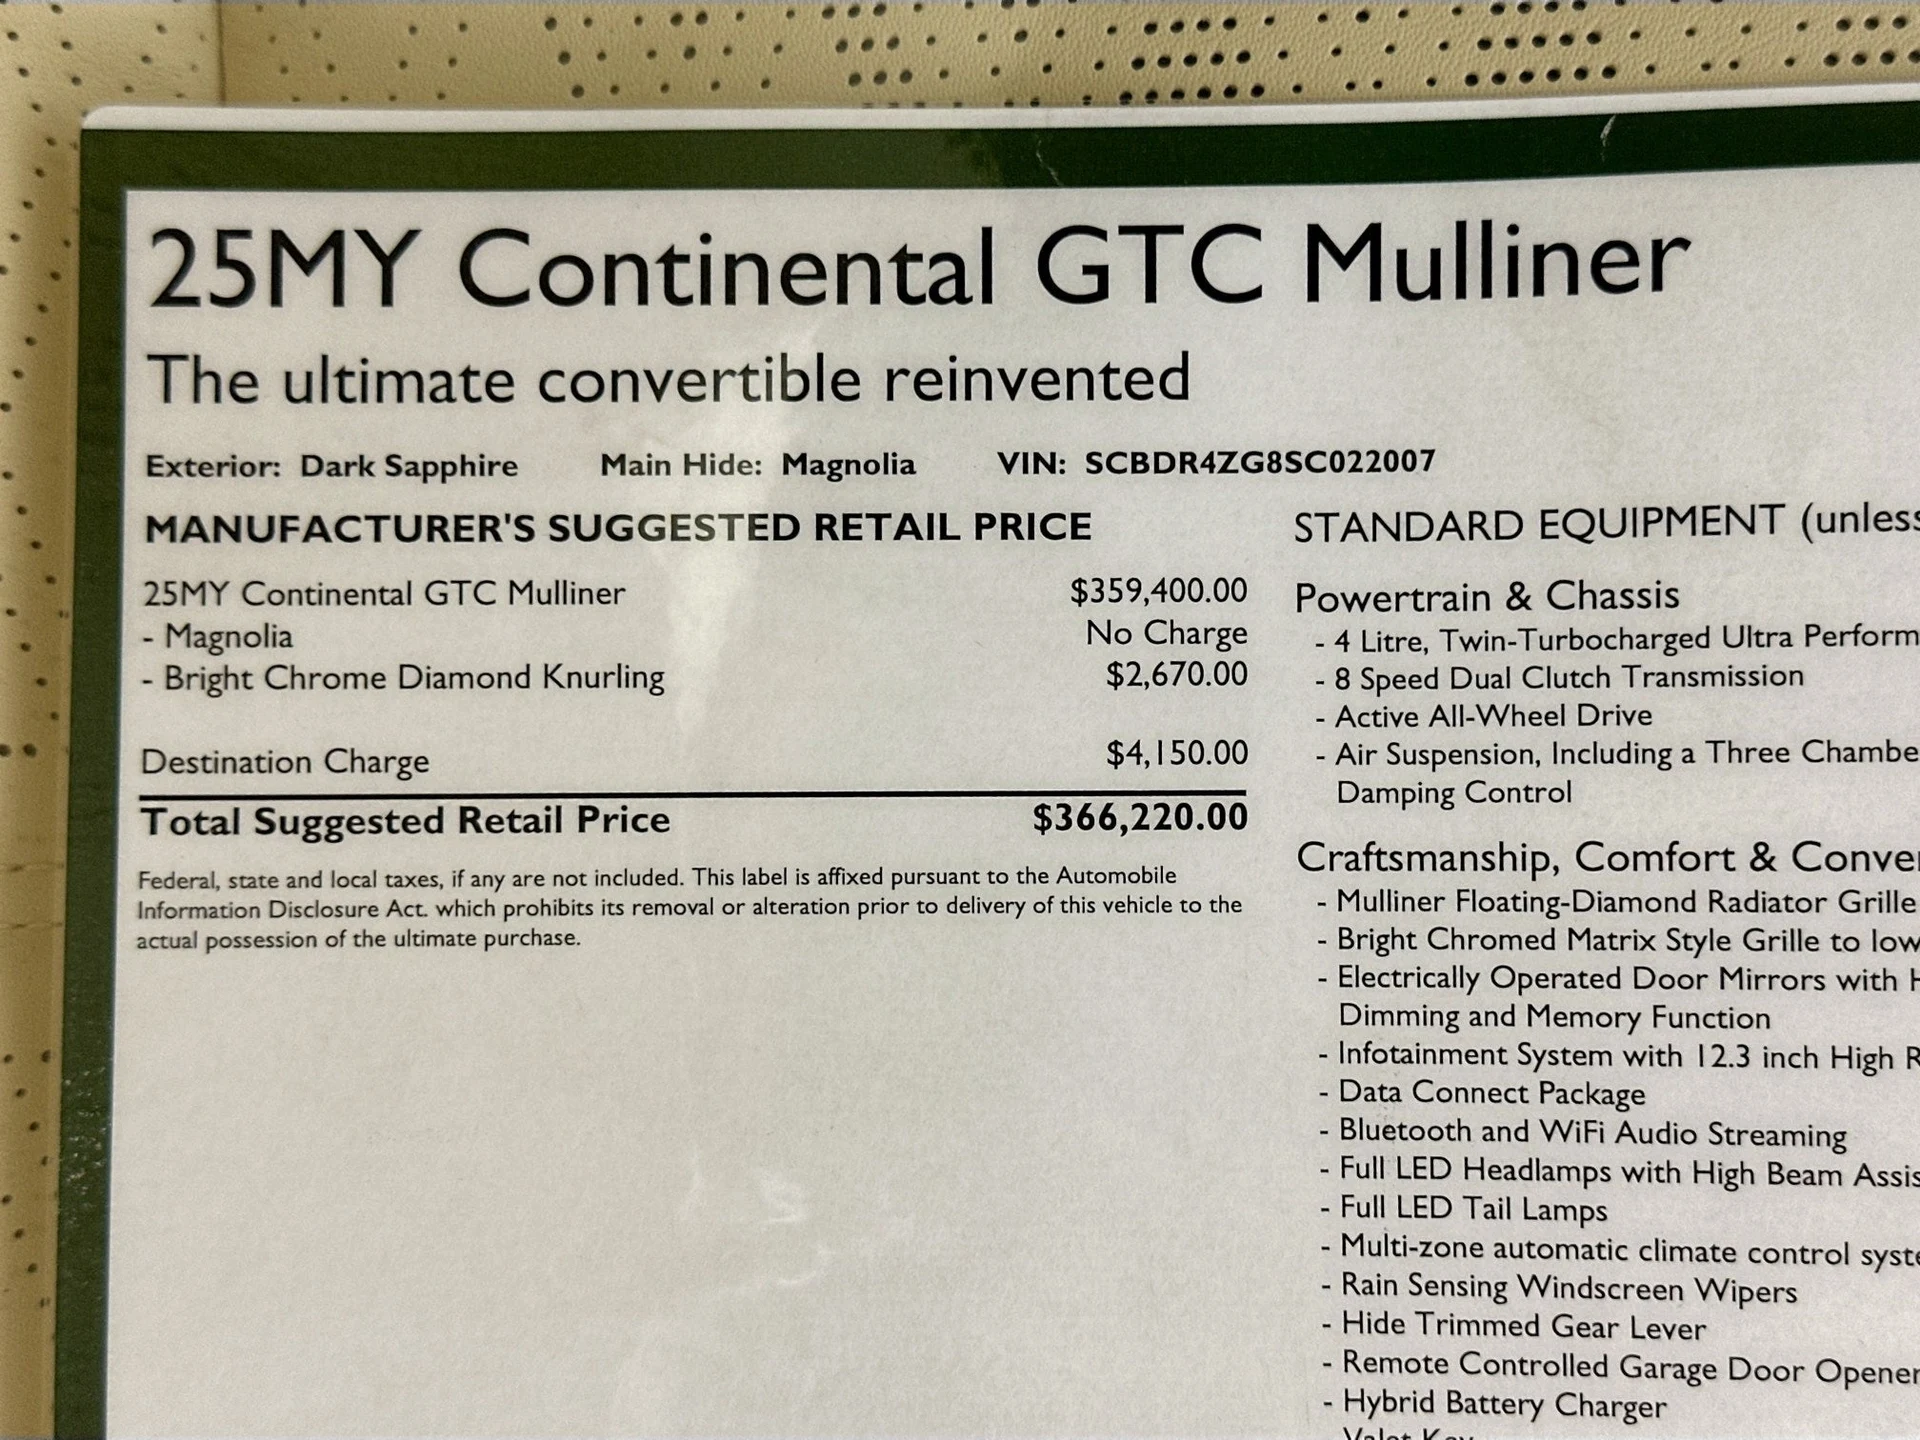 25MY Continental GTC Mulliner
The ultimate convertible reinvented
Exterior: Dark Sapphire Main Hide: Magnolia VIN: SCBDR4ZG8SC022007
MANUFACTURER'S SUGGESTED RETAIL PRICE
25MY Continental GTC Mulliner $359,400.00
- Magnolia No Charge
- Bright Chrome Diamond Knurling $2,670.00
Destination Charge $4,150.00
Total Suggested Retail Price $366,220.00
Federal, state and local taxes, if any are not included. This label is affixed pursuant to the Automobile
Information Disclosure Act. which prohibits its removal or alteration prior to delivery of this vehicle to the
actual possession of the ultimate purchase.
STANDARD EQUIPMENT (unless
Powertrain & Chassis
- 4 Litre, Twin-Turbocharged Ultra Perform
- 8 Speed Dual Clutch Transmission
- Active All-Wheel Drive
- Air Suspension, Including a Three Chambe
Damping Control
Craftsmanship, Comfort & Conve
- Mulliner Floating-Diamond Radiator Grille
- Bright Chromed Matrix Style Grille to low
- Electrically Operated Door Mirrors with H
Dimming and Memory Function
- Infotainment System with 12.3 inch High R
- Data Connect Package
- Bluetooth and WiFi Audio Streaming
- Full LED Headlamps with High Beam Assis
- Full LED Tail Lamps
- Multi-zone automatic climate control syste
- Rain Sensing Windscreen Wipers
- Hide Trimmed Gear Lever
- Remote Controlled Garage Door Opener
- Hybrid Battery Charger